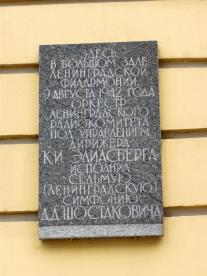 ЗДЕСЬ
В БОЛЬШОМ ЗАЛЕ
ЛЕНИНГРАДСКОЙ
ФИЛАРМОНИИ
9 АВГУСТА 1942 ГОДА
ОРКЕСТР
ЛЕНИНГРАДСКОГО
РАДИОКОМИТЕТА
ПОД УПРАВЛЕНИЕМ
ДИРИЖЕРА
К.И. ЭЛИАСБЕРГА
ИСПОЛНИЛ
СЕДЬМУЮ
(ЛЕНИНГРАДСКУЮ)
СИМФОНИЮ
Д.Д. ШОСТАКОВИЧА